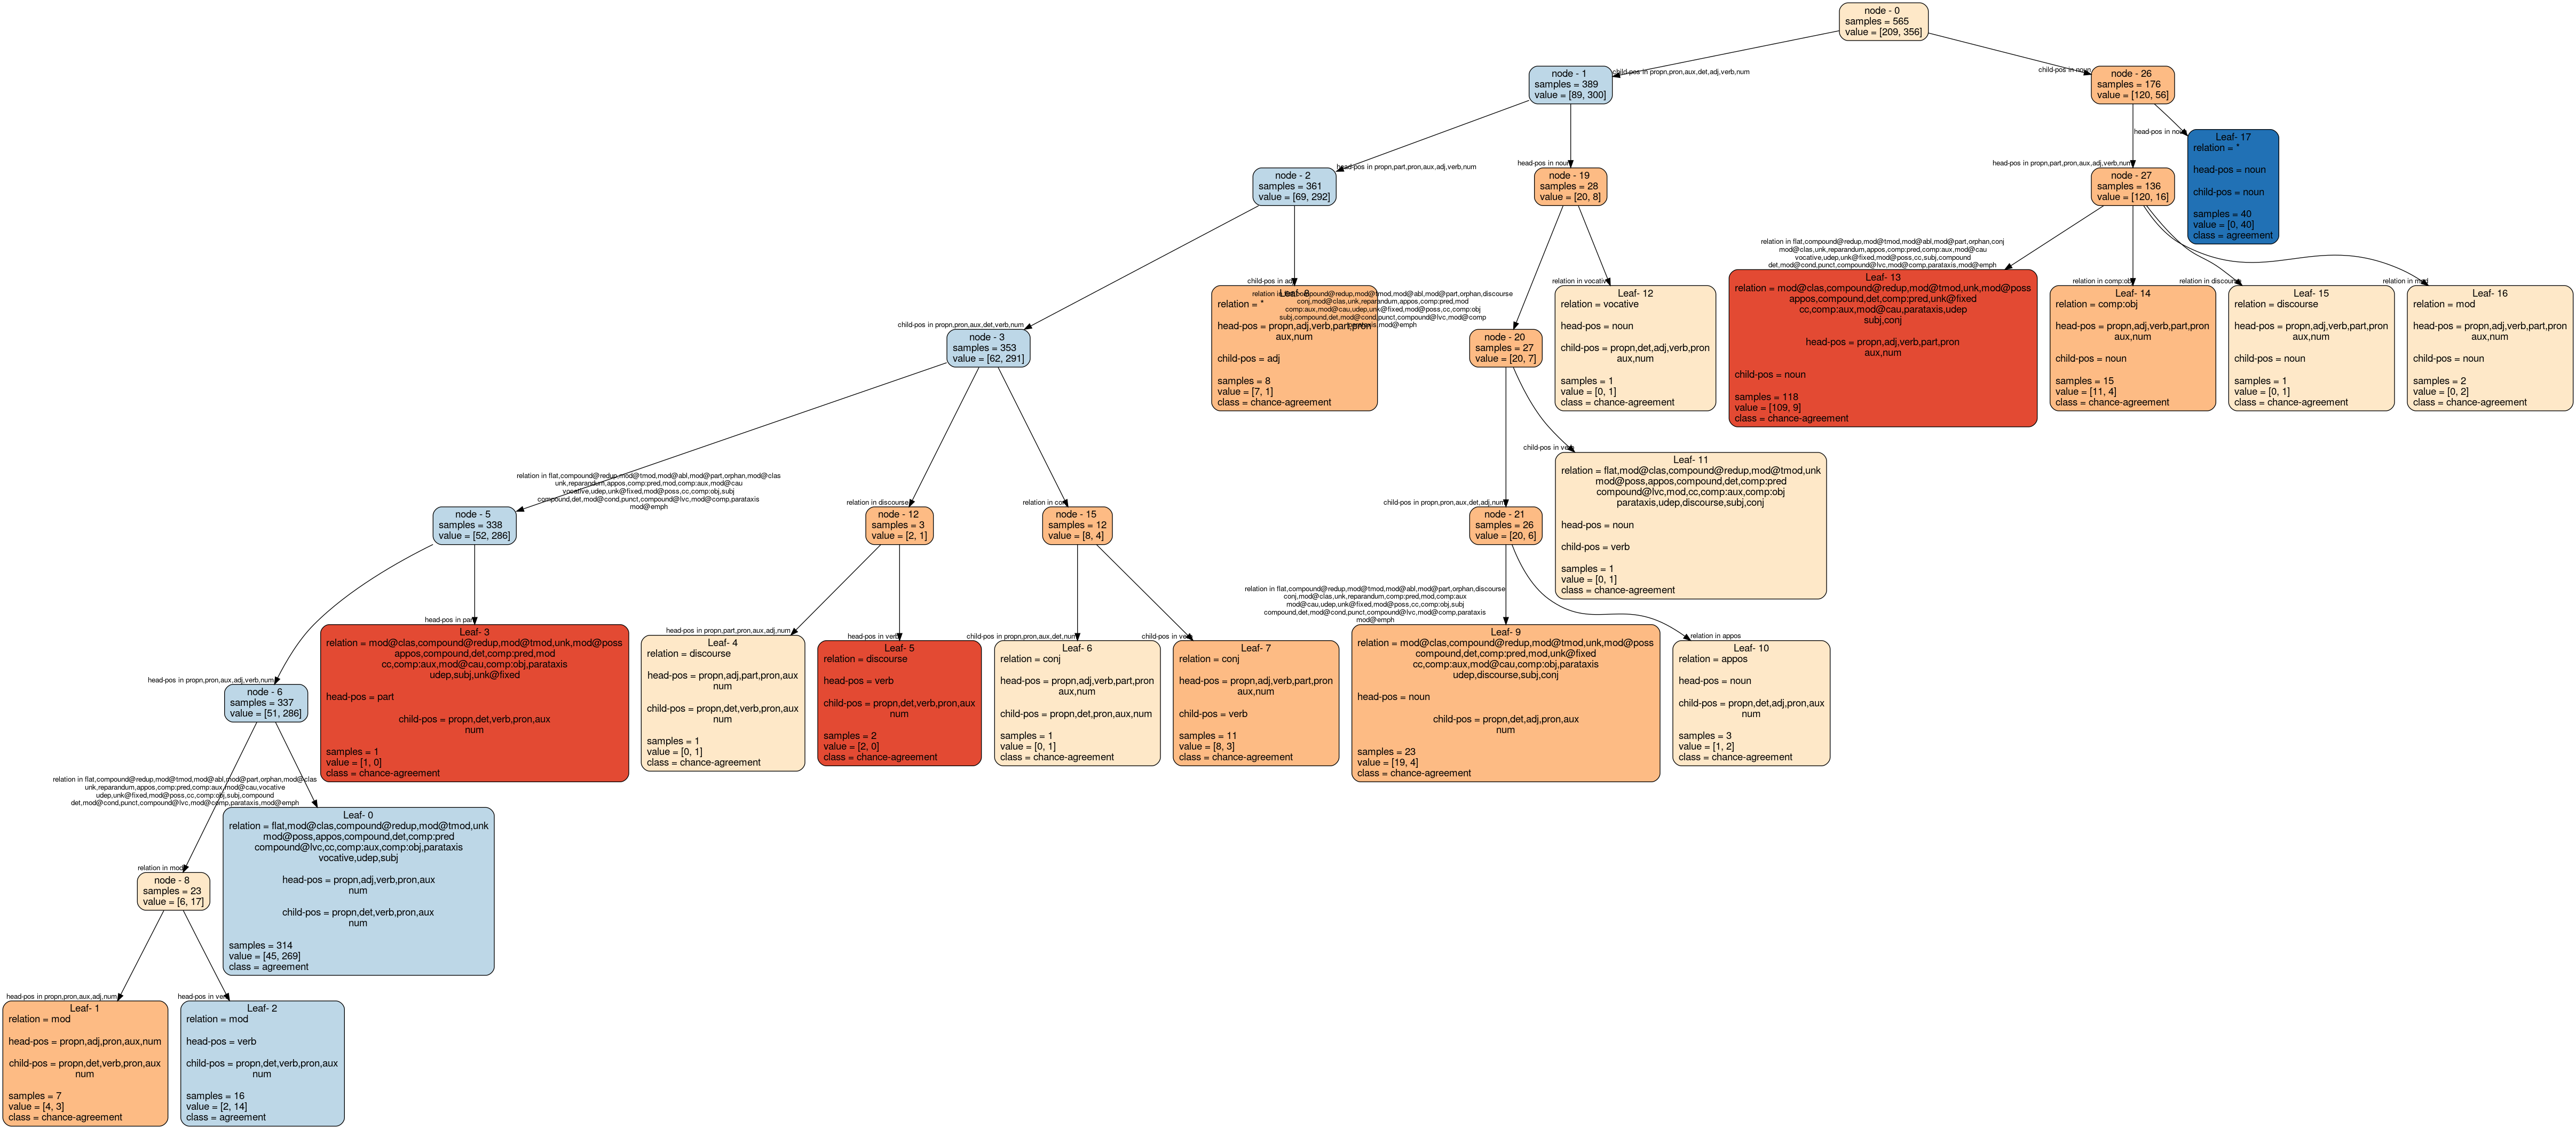 node - 0
samples = 565
value = [209, 356]
child-pos in propn,pron,aux,det,adj,verb,num
child-pos in noun
node - 1
samples = 389
value = [89, 300]
node - 26
samples = 176
value = [120, 56]
head-pos in propn,part,pron,aux,adj,verb,num
head-pos in noun
head-pos in propn,part,pron,aux,adj,verb,num
head-pos in noun
node - 2
samples = 361
value = [69, 292]
node - 19
samples = 28
value = [20, 8]
node - 27
samples = 136
value = [120, 16]
Leaf- 17
relation = *
head-pos = noun
child-pos = noun
samples = 40
value = [0, 40]
class = agreement
child-pos in propn,pron,aux,det,verb,num
child-pos in adj
relation in flat,compound@redup,mod@tmod,mod@abl,mod@part,orphan,discourse
conj,mod@clas,unk,reparandum,appos,comp:pred,mod
comp:aux,mod@cau,udep,unk@fixed,mod@poss,cc,comp:obj
subj,compound,det,mod@cond,punct,compound@lvc,mod@comp
parataxis,mod@emph
relation in vocative
relation in flat,compound@redup,mod@tmod,mod@abl,mod@part,orphan,conj
mod@clas,unk,reparandum,appos,comp:pred,comp:aux,mod@cau
vocative,udep,unk@fixed,mod@poss,cc,subj,compound
det,mod@cond,punct,compound@lvc,mod@comp,parataxis,mod@emph
relation in comp:obj
relation in discourse
relation in mod
node - 3
samples = 353
value = [62, 291]
Leaf- 8
relation = *
head-pos = propn,adj,verb,part,pron
aux,num
child-pos = adj
samples = 8
value = [7, 1]
class = chance-agreement
node - 20
samples = 27
value = [20, 7]
Leaf- 12
relation = vocative
head-pos = noun
child-pos = propn,det,adj,verb,pron
aux,num
samples = 1
value = [0, 1]
class = chance-agreement
Leaf- 13
relation = mod@clas,compound@redup,mod@tmod,unk,mod@poss
appos,compound,det,comp:pred,unk@fixed
cc,comp:aux,mod@cau,parataxis,udep
subj,conj
head-pos = propn,adj,verb,part,pron
aux,num
child-pos = noun
samples = 118
value = [109, 9]
class = chance-agreement
Leaf- 14
relation = comp:obj
head-pos = propn,adj,verb,part,pron
aux,num
child-pos = noun
samples = 15
value = [11, 4]
class = chance-agreement
Leaf- 15
relation = discourse
head-pos = propn,adj,verb,part,pron
aux,num
child-pos = noun
samples = 1
value = [0, 1]
class = chance-agreement
Leaf- 16
relation = mod
head-pos = propn,adj,verb,part,pron
aux,num
child-pos = noun
samples = 2
value = [0, 2]
class = chance-agreement
relation in flat,compound@redup,mod@tmod,mod@abl,mod@part,orphan,mod@clas
unk,reparandum,appos,comp:pred,mod,comp:aux,mod@cau
vocative,udep,unk@fixed,mod@poss,cc,comp:obj,subj
compound,det,mod@cond,punct,compound@lvc,mod@comp,parataxis
mod@emph
relation in discourse
relation in conj
child-pos in propn,pron,aux,det,adj,num
child-pos in verb
node - 5
samples = 338
value = [52, 286]
node - 12
samples = 3
value = [2, 1]
node - 15
samples = 12
value = [8, 4]
node - 21
samples = 26
value = [20, 6]
Leaf- 11
relation = flat,mod@clas,compound@redup,mod@tmod,unk
mod@poss,appos,compound,det,comp:pred
compound@lvc,mod,cc,comp:aux,comp:obj
parataxis,udep,discourse,subj,conj
head-pos = noun
child-pos = verb
samples = 1
value = [0, 1]
class = chance-agreement
head-pos in propn,pron,aux,adj,verb,num
head-pos in part
head-pos in propn,part,pron,aux,adj,num
head-pos in verb
child-pos in propn,pron,aux,det,num
child-pos in verb
relation in flat,compound@redup,mod@tmod,mod@abl,mod@part,orphan,discourse
conj,mod@clas,unk,reparandum,comp:pred,mod,comp:aux
mod@cau,udep,unk@fixed,mod@poss,cc,comp:obj,subj
compound,det,mod@cond,punct,compound@lvc,mod@comp,parataxis
mod@emph
relation in appos
node - 6
samples = 337
value = [51, 286]
Leaf- 3
relation = mod@clas,compound@redup,mod@tmod,unk,mod@poss
appos,compound,det,comp:pred,mod
cc,comp:aux,mod@cau,comp:obj,parataxis
udep,subj,unk@fixed
head-pos = part
child-pos = propn,det,verb,pron,aux
num
samples = 1
value = [1, 0]
class = chance-agreement
Leaf- 4
relation = discourse
head-pos = propn,adj,part,pron,aux
num
child-pos = propn,det,verb,pron,aux
num
samples = 1
value = [0, 1]
class = chance-agreement
Leaf- 5
relation = discourse
head-pos = verb
child-pos = propn,det,verb,pron,aux
num
samples = 2
value = [2, 0]
class = chance-agreement
Leaf- 6
relation = conj
head-pos = propn,adj,verb,part,pron
aux,num
child-pos = propn,det,pron,aux,num
samples = 1
value = [0, 1]
class = chance-agreement
Leaf- 7
relation = conj
head-pos = propn,adj,verb,part,pron
aux,num
child-pos = verb
samples = 11
value = [8, 3]
class = chance-agreement
Leaf- 9
relation = mod@clas,compound@redup,mod@tmod,unk,mod@poss
compound,det,comp:pred,mod,unk@fixed
cc,comp:aux,mod@cau,comp:obj,parataxis
udep,discourse,subj,conj
head-pos = noun
child-pos = propn,det,adj,pron,aux
num
samples = 23
value = [19, 4]
class = chance-agreement
Leaf- 10
relation = appos
head-pos = noun
child-pos = propn,det,adj,pron,aux
num
samples = 3
value = [1, 2]
class = chance-agreement
relation in flat,compound@redup,mod@tmod,mod@abl,mod@part,orphan,mod@clas
unk,reparandum,appos,comp:pred,comp:aux,mod@cau,vocative
udep,unk@fixed,mod@poss,cc,comp:obj,subj,compound
det,mod@cond,punct,compound@lvc,mod@comp,parataxis,mod@emph
relation in mod
node - 8
samples = 23
value = [6, 17]
Leaf- 0
relation = flat,mod@clas,compound@redup,mod@tmod,unk
mod@poss,appos,compound,det,comp:pred
compound@lvc,cc,comp:aux,comp:obj,parataxis
vocative,udep,subj
head-pos = propn,adj,verb,pron,aux
num
child-pos = propn,det,verb,pron,aux
num
samples = 314
value = [45, 269]
class = agreement
head-pos in propn,pron,aux,adj,num
head-pos in verb
Leaf- 1
relation = mod
head-pos = propn,adj,pron,aux,num
child-pos = propn,det,verb,pron,aux
num
samples = 7
value = [4, 3]
class = chance-agreement
Leaf- 2
relation = mod
head-pos = verb
child-pos = propn,det,verb,pron,aux
num
samples = 16
value = [2, 14]
class = agreement